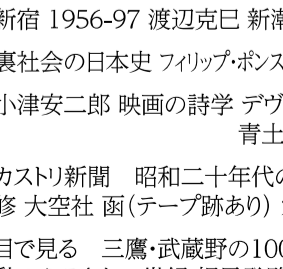 新宿 1956-97 渡辺克巳 新潮
裏社会の日本史 フィリップ・ポンス
小津安二郎 映画の詩学 デヴ
青土
カストリ新聞　昭和二十年代の
修 大空社 函（テープ跡あり）
目で見る　三鷹・武蔵野の100